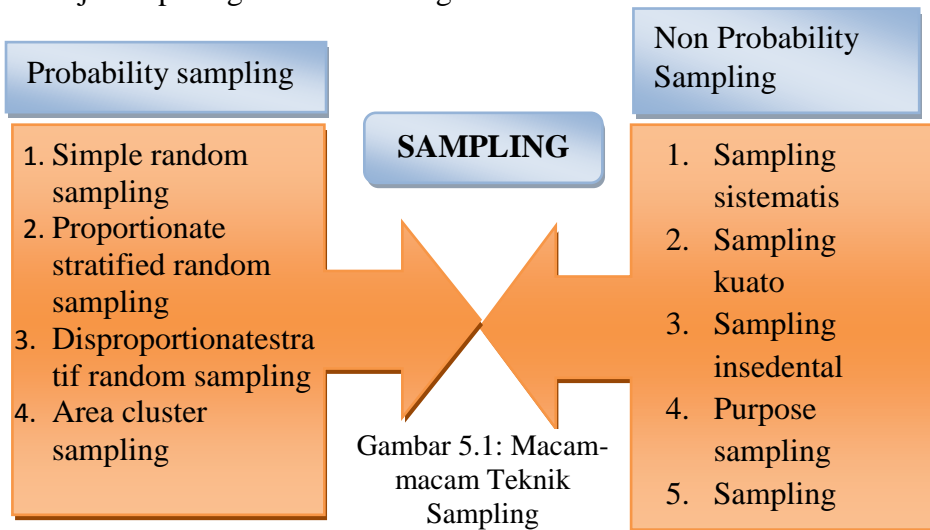 Probability sampling
1. Simple random
sampling
2. Proportionate
stratified random
sampling
3. Disproportionatestra
tif random sampling
4. Area cluster
sampling
SAMPLING
Gambar 5.1: Macam-
macam Teknik
Sampling
Non Probability
Sampling
1. Sampling
sistematis
2. Sampling
kuato
3. Sampling
insedental
4. Purpose
sampling
5. Sampling